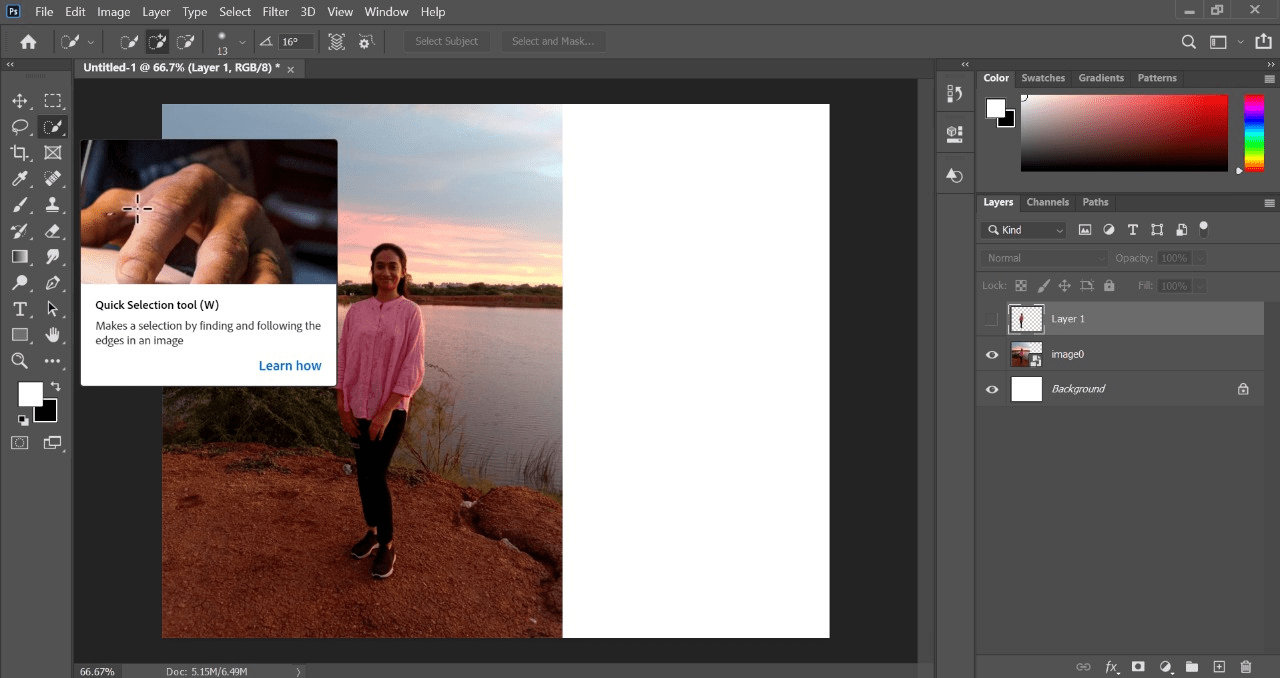 Ps File Edit Image Layer Type Select Filter 3D View Window Help
13 16° Select Subject Select and Mask...
Untitled-1 @ 66.7% (Layer 1, RGB/8) * ×
Color Swatches Gradients Patterns
Quick Selection tool (W)
Makes a selection by finding and following the
edges in an image
Learn how
Layers Channels Paths
Kind
Normal Opacity: 100%
Lock: Fill: 100%
Layer 1
image0
Background
66.67% Doc: 5.15M/6.49M